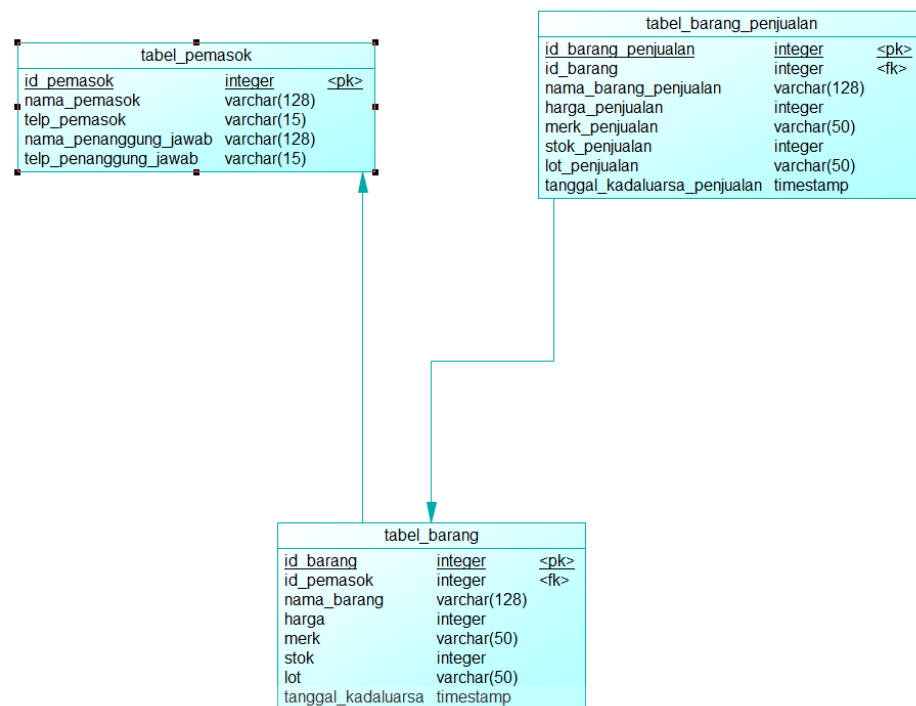 tabel_pemasok
id_pemasok integer <pk>
nama_pemasok varchar(128)
telp_pemasok varchar(15)
nama_penanggung_jawab varchar(128)
telp_penanggung_jawab varchar(15)
tabel_barang_penjualan
id_barang_penjualan integer <pk>
id_barang integer <fk>
nama_barang_penjualan varchar(128)
harga_penjualan integer
merk_penjualan varchar(50)
stok_penjualan integer
lot_penjualan varchar(50)
tanggal_kadaluarsa_penjualan timestamp
tabel_barang
id_barang integer <pk>
id_pemasok integer <fk>
nama_barang varchar(128)
harga integer
merk varchar(50)
stok integer
lot varchar(50)
tanggal_kadaluarsa timestamp